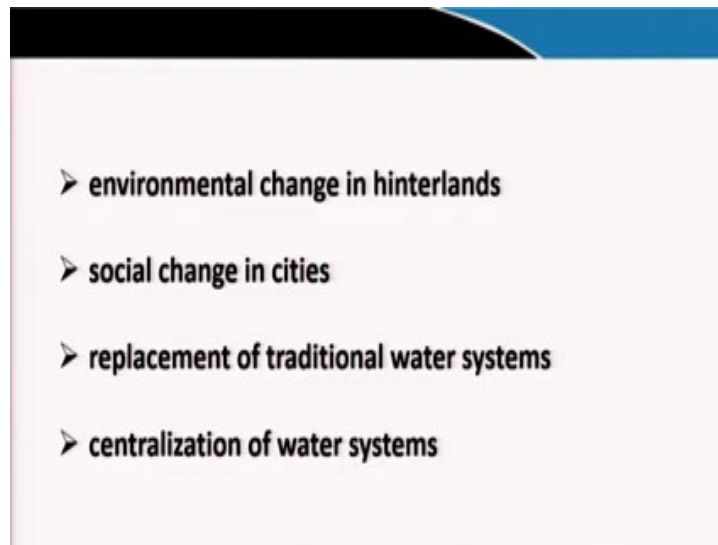 ➢ environmental change in hinterlands
➢ social change in cities
➢ replacement of traditional water systems
➢ centralization of water systems